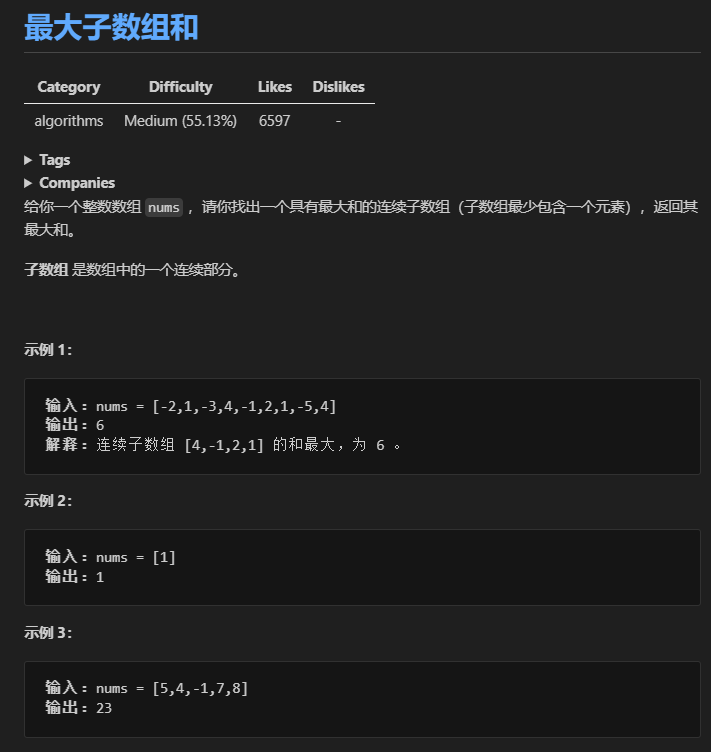 最大子数组和
Category Difficulty Likes Dislikes
algorithms Medium (55.13%) 6597 -
▶ Tags
▶ Companies
给你一个整数数组 nums ，请你找出一个具有最大和的连续子数组（子数组最少包含一个元素），返回其
最大和。
子数组 是数组中的一个连续部分。
示例 1：
输入：nums = [-2,1,-3,4,-1,2,1,-5,4]
输出：6
解释：连续子数组 [4,-1,2,1] 的和最大，为 6 。
示例 2：
输入：nums = [1]
输出：1
示例 3：
输入：nums = [5,4,-1,7,8]
输出：23